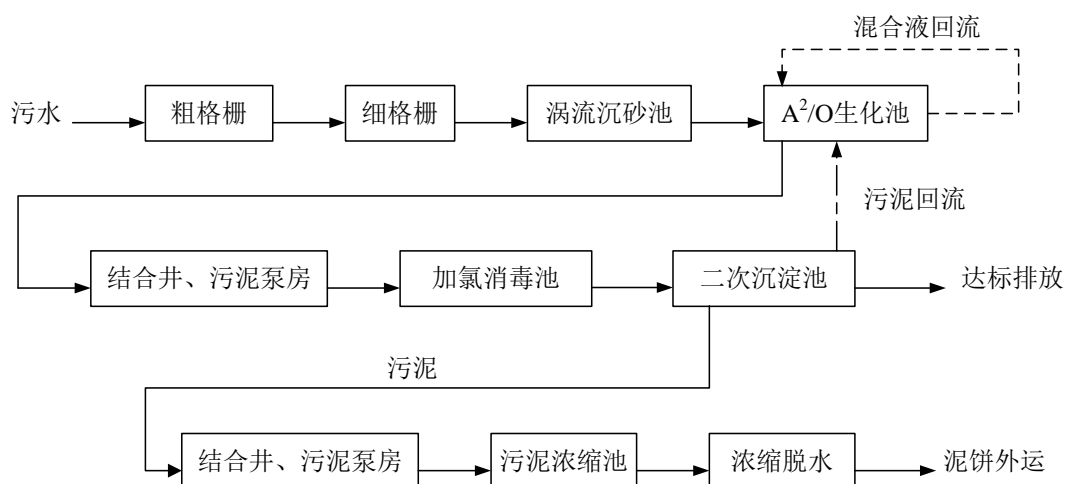 混合液回流
污水
粗格栅
细格栅
涡流沉砂池
A²/O生化池
污泥回流
结合井、污泥泵房
加氯消毒池
二次沉淀池
达标排放
污泥
结合井、污泥泵房
污泥浓缩池
浓缩脱水
泥饼外运